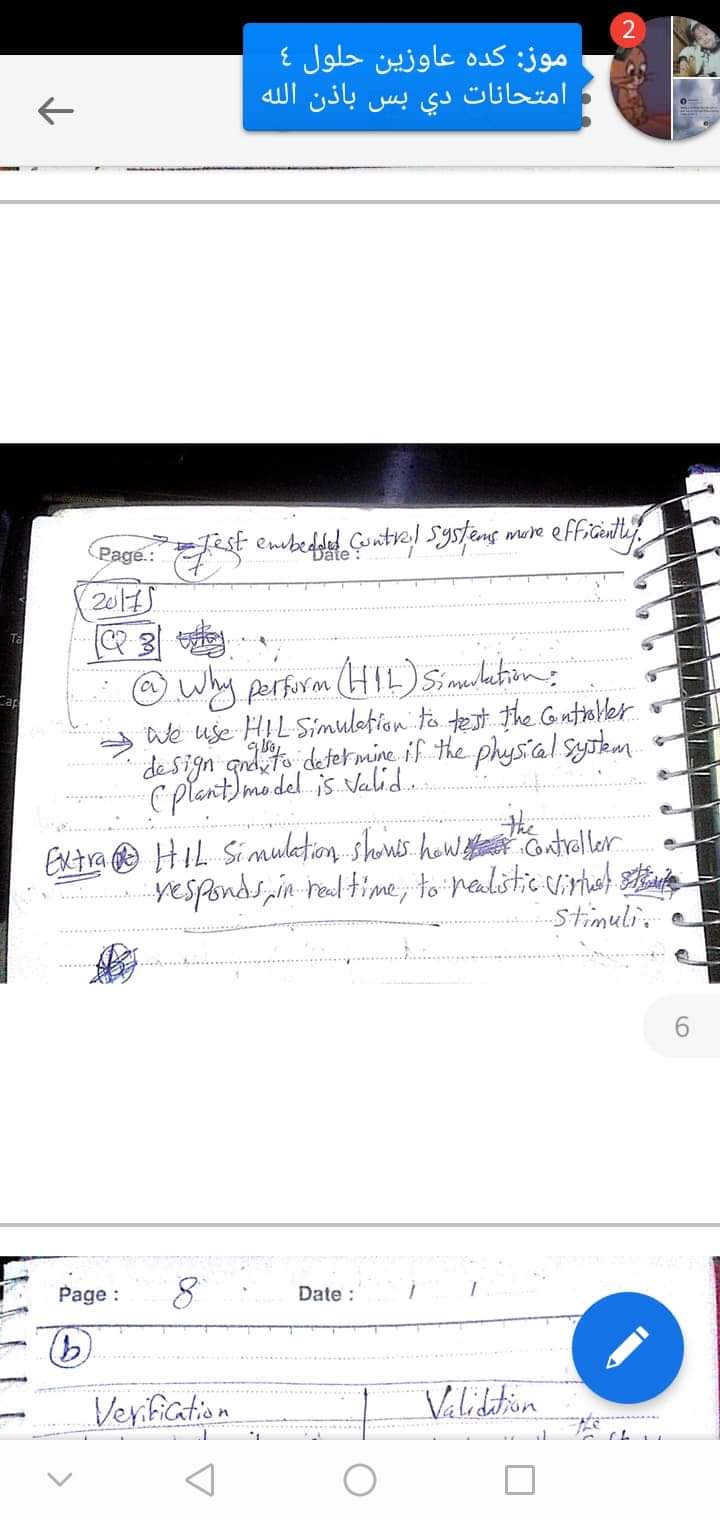 2
موز: كده عاوزين حلول ٤
امتحانات دي بس باذن الله
Page.: 7 Date :
Test embedded Control systems more efficiently.
2017
Q 3
a Why perform (HIL) Simulation:
→ We use HIL Simulation to test the Controller
design and also to determine if the physical system
(plant) model is valid.
Extra HIL Simulation shows how the Controller
responds, in real time, to realistic virtual
stimuli.
6
Page : 8 Date : / /
b
Verification Validation
the